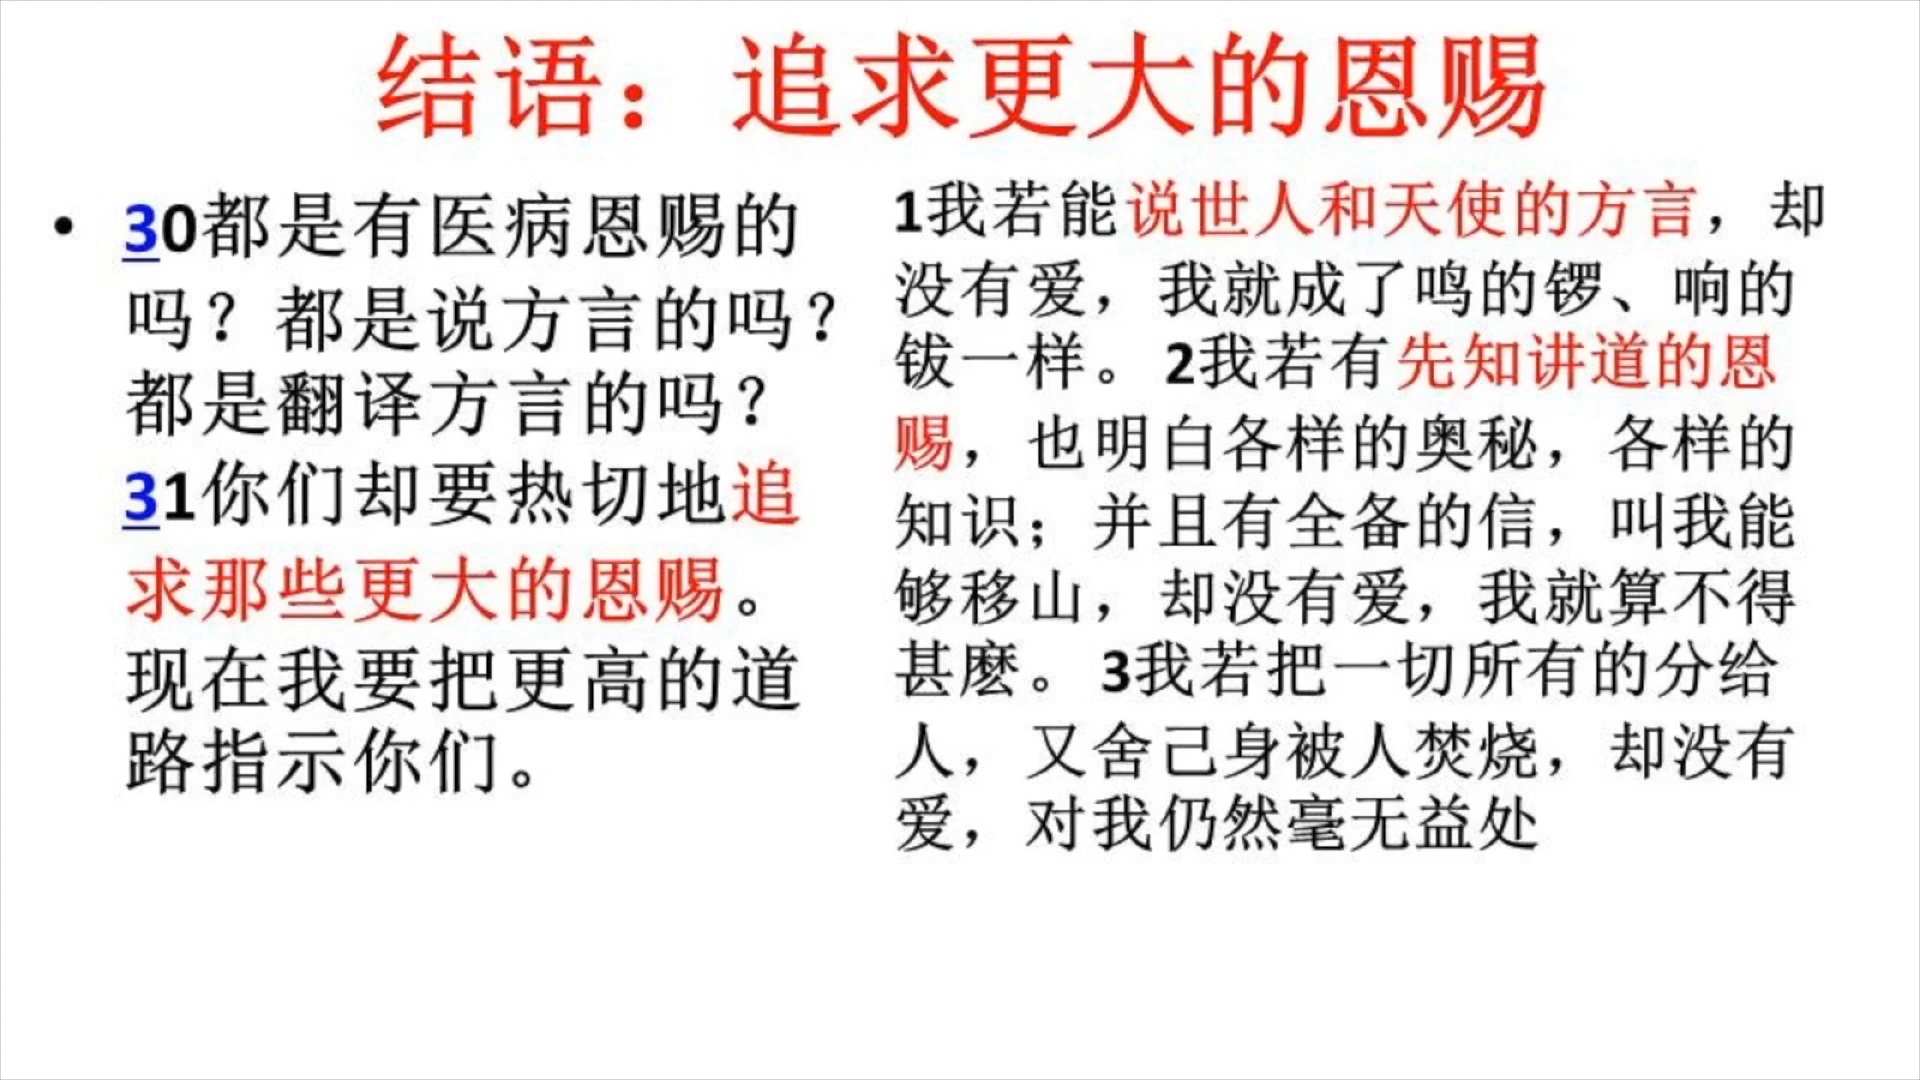 结语：追求更大的恩赐
• 30都是有医病恩赐的
吗？都是说方言的吗？
都是翻译方言的吗？
31你们却要热切地追
求那些更大的恩赐。
现在我要把更高的道
路指示你们。
1我若能说世人和天使的方言，却
没有爱，我就成了鸣的锣、响的
钹一样。2我若有先知讲道的恩
赐，也明白各样的奥秘，各样的
知识；并且有全备的信，叫我能
够移山，却没有爱，我就算不得
甚麽。3我若把一切所有的分给
人，又舍己身被人焚烧，却没有
爱，对我仍然毫无益处